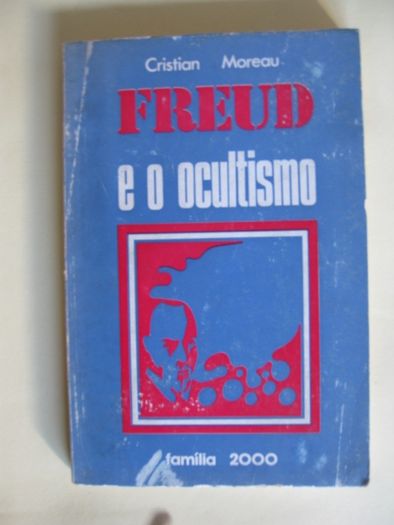 Cristian Moreau
FREUD
e o ocultismo
família 2000